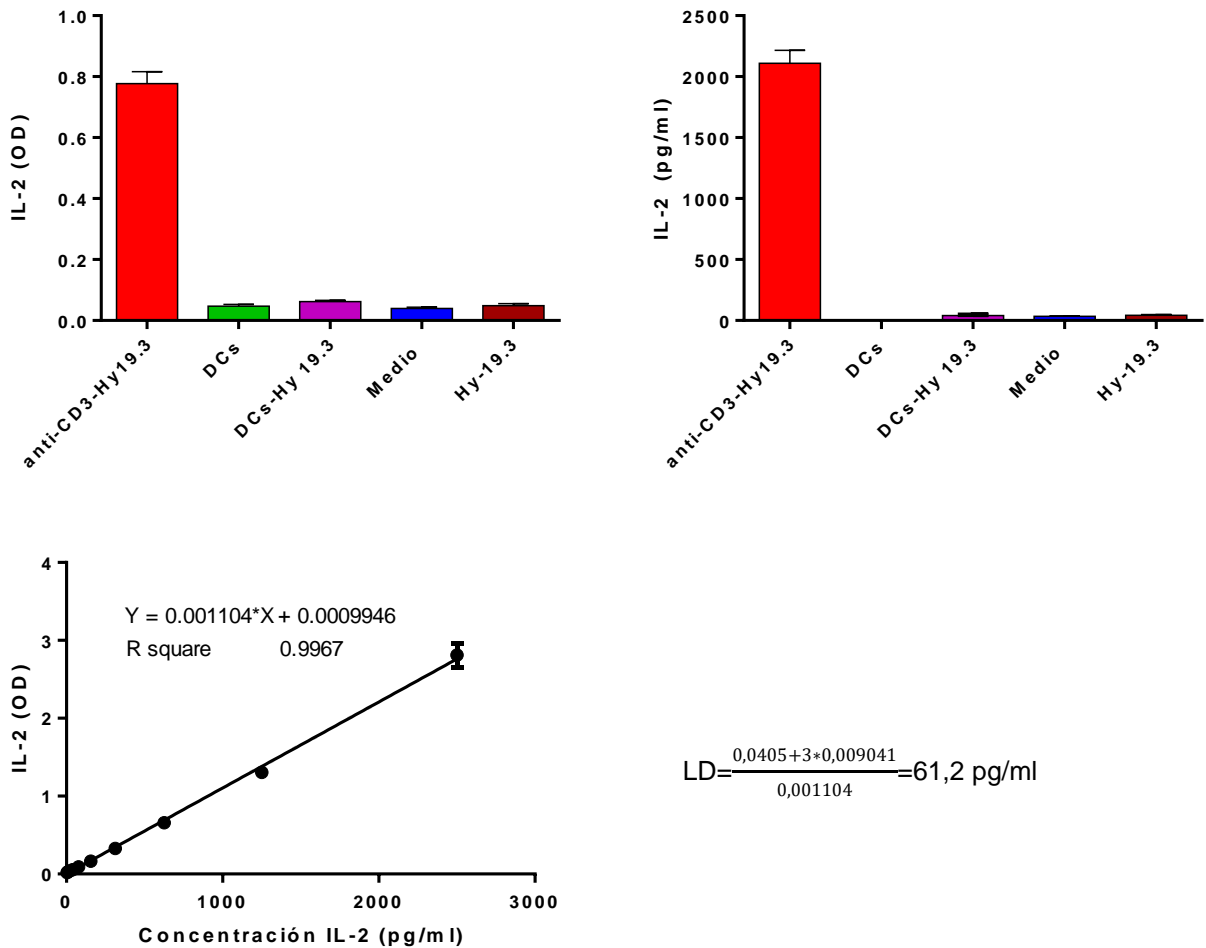 IL-2 (OD)
1.0
0.8
0.6
0.4
0.2
0.0
anti-CD3-Hy19.3
DCs
DCs-Hy 19.3
Medio
Hy-19.3
IL-2 (pg/ml)
2500
2000
1500
1000
500
0
anti-CD3-Hy19.3
DCs
DCs-Hy 19.3
Medio
Hy-19.3
IL-2 (OD)
4
3
2
1
0
Y = 0.001104*X + 0.0009946
R square 0.9967
0 1000 2000 3000
Concentración IL-2 (pg/ml)
0,0405+3*0,009041
LD= =61,2 pg/ml
0,001104